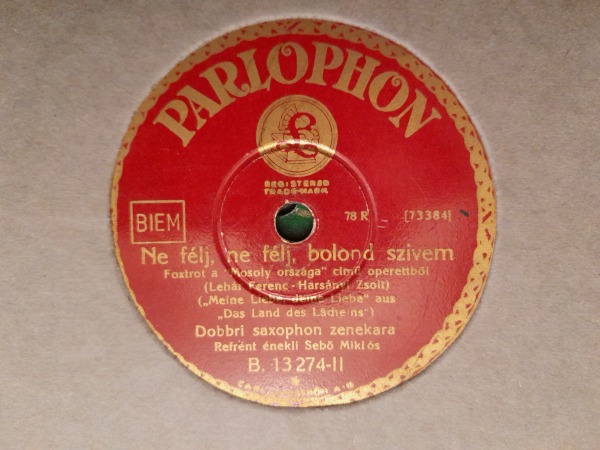 PARLOPHON
REGISTERED
TRADE-MARK
BIEM
78 R
[73384]
Ne félj, ne félj, bolond szivem
Foxtrot a "Mosoly országa" cimű operettből
(Lehár Ferenc - Harsányi Zsolt)
(„Meine Liebe, deine Liebe" aus
„Das Land des Lächelns")
Dobbri saxophon zenekara
Refrént énekli Sebő Miklós
B. 13274-II